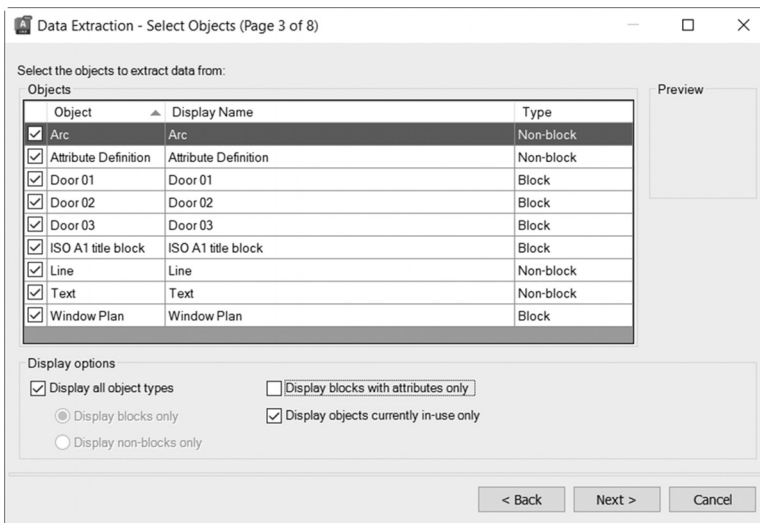 Data Extraction - Select Objects (Page 3 of 8)
Select the objects to extract data from:
Objects
Preview
Object Display Name Type
Arc Arc Non-block
Attribute Definition Attribute Definition Non-block
Door 01 Door 01 Block
Door 02 Door 02 Block
Door 03 Door 03 Block
ISO A1 title block ISO A1 title block Block
Line Line Non-block
Text Text Non-block
Window Plan Window Plan Block
Display options
Display all object types Display blocks with attributes only
Display blocks only Display objects currently in-use only
Display non-blocks only
< Back Next > Cancel